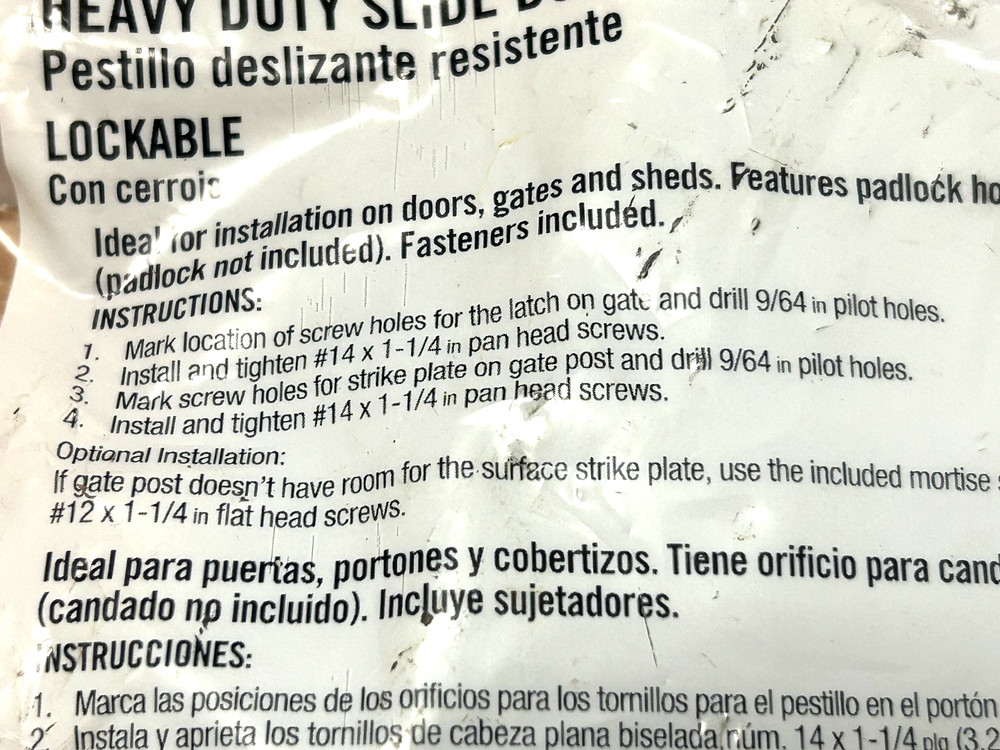 HEAVY DUTY SLIDE
Pestillo deslizante resistente
LOCKABLE
Con
Ideal for installation on doors, gates and sheds. Features padlock
(padlock not included). Fasteners included.
INSTRUCTIONS:
1. Mark location of screw holes for the latch on gate and drill 9/64 in pilot holes.
2. Install and tighten #14 x 1-1/4 in pan head screws.
3. Mark screw holes for strike plate on gate post and drill 9/64 in pilot holes.
4. Install and tighten #14 x 1-1/4 in pan head screws.
Optional Installation:
If gate post doesn't have room for the surface strike plate, use the included mortise
#12 x 1-1/4 in flat head screws.
Ideal para puertas, portones y cobertizos. Tiene orificio para
(candado no incluido). Incluye sujetadores.
INSTRUCCIONES:
1. Marca las posiciones de los orificios para los tornillos para el pestillo en el portón
2. Instala y aprieta los tornillos de cabeza plana biselada núm. 14 x 1-1/4 plg (3,2